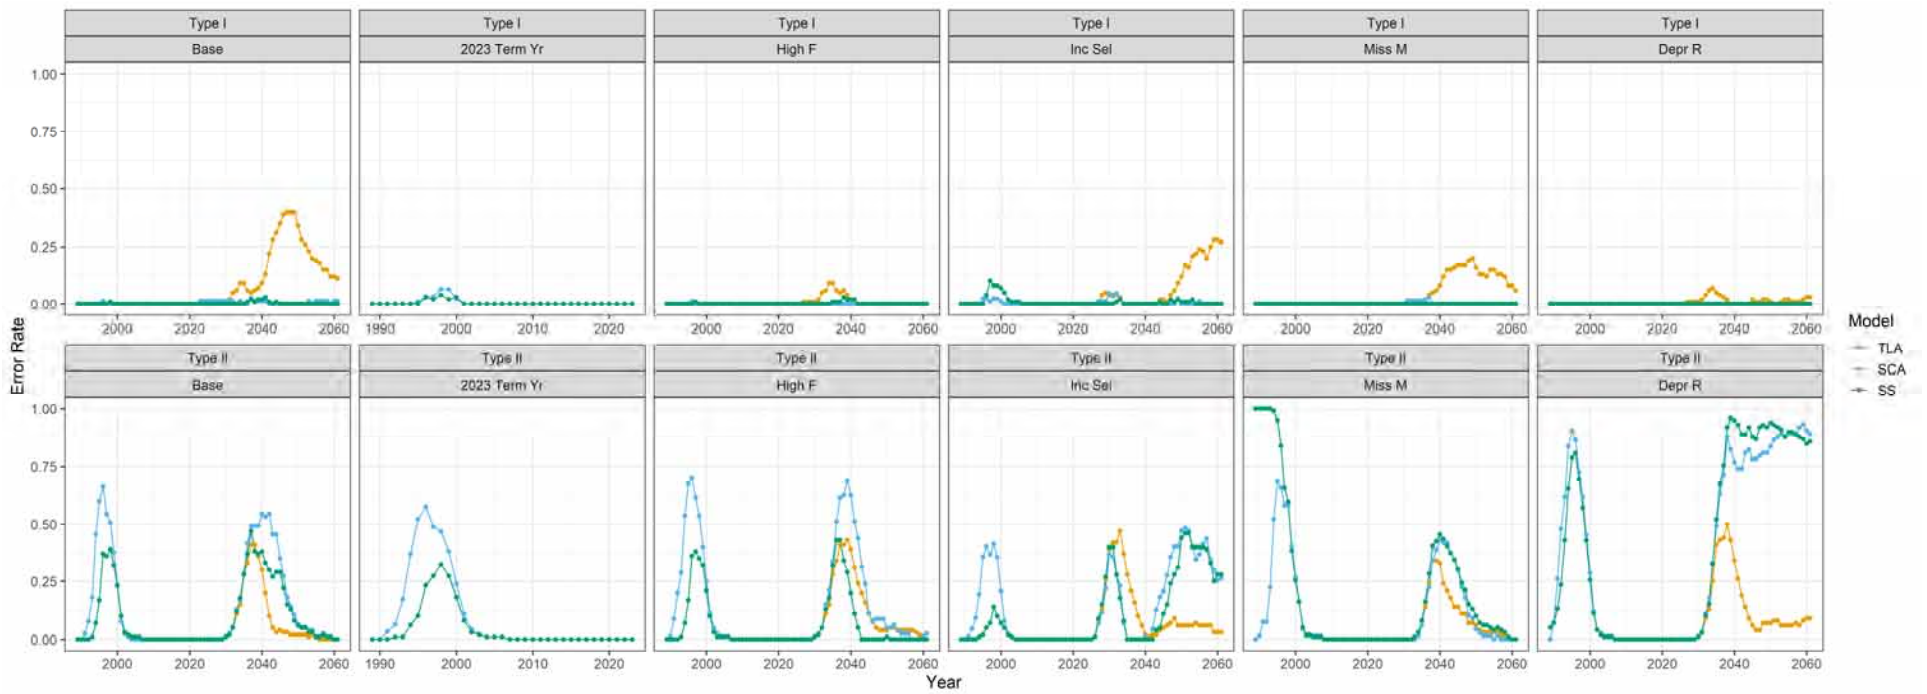 Type I Type I Type I Type I Type I Type I
Base 2023 Term Yr High F Inc Sel Miss M Depr R
1.00
0.75
0.50
0.25
0.00
2000 2020 2040 2060 1990 2000 2010 2020 2000 2020 2040 2060 2000 2020 2040 2060 2000 2020 2040 2060 2000 2020 2040 2060
Error Rate
Type II Type II Type II Type II Type II Type II
Base 2023 Term Yr High F Inc Sel Miss M Depr R
1.00
0.75
0.50
0.25
0.00
2000 2020 2040 2060 1990 2000 2010 2020 2000 2020 2040 2060 2000 2020 2040 2060 2000 2020 2040 2060 2000 2020 2040 2060
Year
Model
TLA
SCA
SS